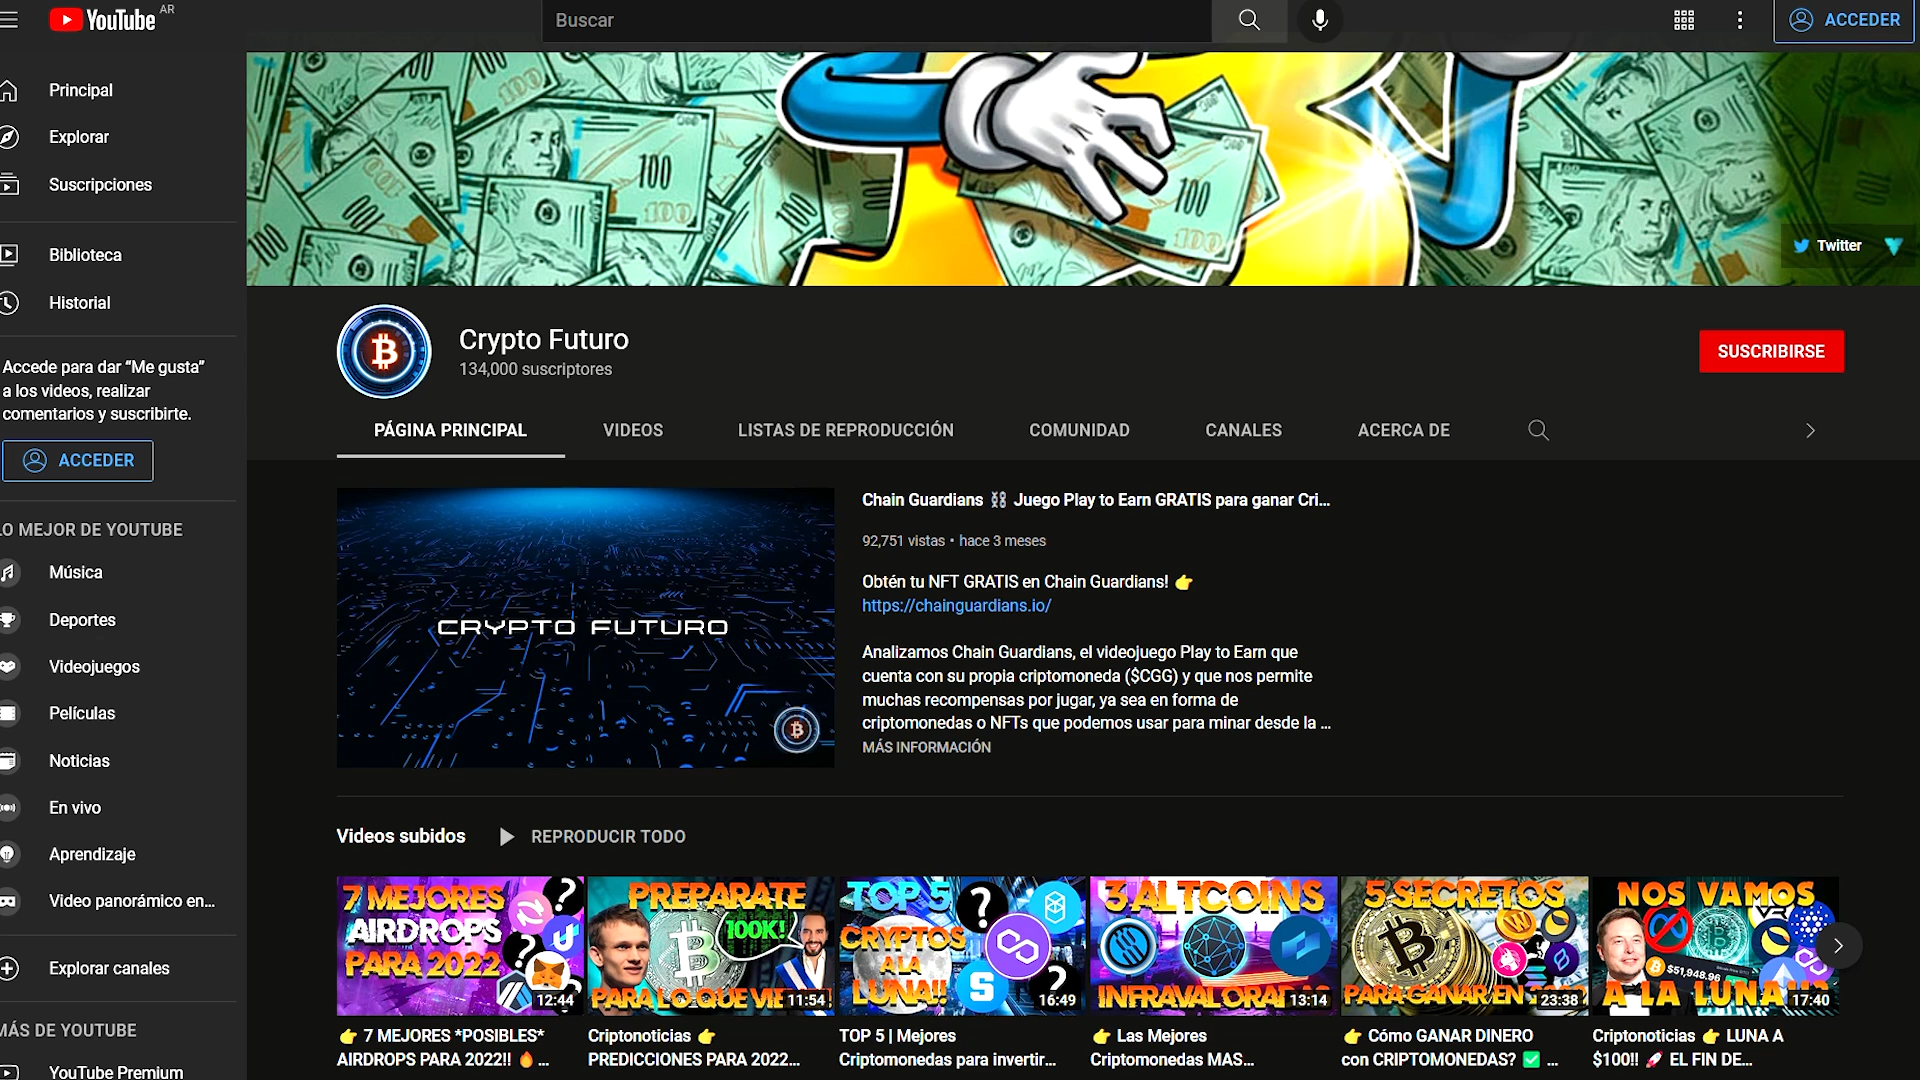 YouTube AR
Buscar
ACCEDER
Principal
Explorar
Suscripciones
Biblioteca
Historial
Accede para dar “Me gusta”
a los videos, realizar
comentarios y suscribirte.
ACCEDER
LO MEJOR DE YOUTUBE
Música
Deportes
Videojuegos
Películas
Noticias
En vivo
Aprendizaje
Video panorámico en...
Explorar canales
MÁS DE YOUTUBE
YouTube Premium
100
100
100
100
Twitter
Crypto Futuro
134,000 suscriptores
SUSCRIBIRSE
PÁGINA PRINCIPAL
VIDEOS
LISTAS DE REPRODUCCIÓN
COMUNIDAD
CANALES
ACERCA DE
CRYPTO FUTURO
Chain Guardians ⛓ Juego Play to Earn GRATIS para ganar Cri...
92,751 vistas • hace 3 meses
Obtén tu NFT GRATIS en Chain Guardians! 👉
https://chainguardians.io/
Analizamos Chain Guardians, el videojuego Play to Earn que
cuenta con su propia criptomoneda ($CGG) y que nos permite
muchas recompensas por jugar, ya sea en forma de
criptomonedas o NFTs que podemos usar para minar desde la ...
MÁS INFORMACIÓN
Videos subidos
REPRODUCIR TODO
7 MEJORES
AIRDROPS
PARA 2022
12:44
👉 7 MEJORES *POSIBLES*
AIRDROPS PARA 2022!! 🔥 ...
PREPARATE
100K!
PARA LO QUE VIE
11:54
Criptonoticias 👉
PREDICCIONES PARA 2022...
TOP 5
CRYPTOS
A LA
LUNA!!
16:49
TOP 5 | Mejores
Criptomonedas para invertir...
3 ALTCOINS
INFRAVALORA
13:14
👉 Las Mejores
Criptomonedas MAS...
5 SECRETOS
PARA GANAR EN
23:38
👉 Cómo GANAR DINERO
con CRIPTOMONEDAS? ✅ ...
NOS VAMOS
$51,948.96
A LA LUNA
17:40
Criptonoticias 👉 LUNA A
$100!! 🚀 EL FIN DE...